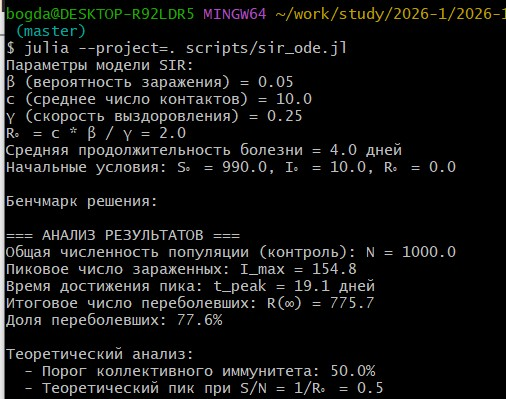 bogda@DESKTOP-R92LDR5 MINGW64 ~/work/study/2026-1/2026-1
(master)
$ julia --project=. scripts/sir_ode.jl
Параметры модели SIR:
β (вероятность заражения) = 0.05
c (среднее число контактов) = 10.0
γ (скорость выздоровления) = 0.25
R₀ = c * β / γ = 2.0
Средняя продолжительность болезни = 4.0 дней
Начальные условия: S₀ = 990.0, I₀ = 10.0, R₀ = 0.0
Бенчмарк решения:
=== АНАЛИЗ РЕЗУЛЬТАТОВ ===
Общая численность популяции (контроль): N = 1000.0
Пиковое число зараженных: I_max = 154.8
Время достижения пика: t_peak = 19.1 дней
Итоговое число переболевших: R(∞) = 775.7
Доля переболевших: 77.6%
Теоретический анализ:
- Порог коллективного иммунитета: 50.0%
- Теоретический пик при S/N = 1/R₀ = 0.5